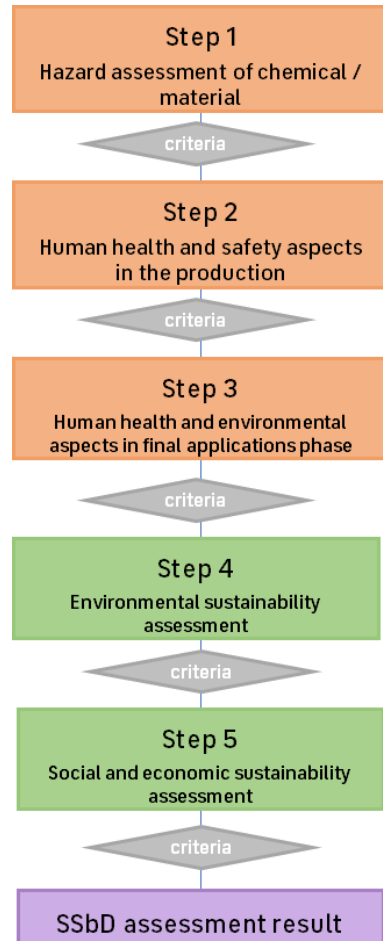 Step 1
Hazard assessment of chemical /
material
criteria
Step 2
Human health and safety aspects
in the production
criteria
Step 3
Human health and environmental
aspects in final applications phase
criteria
Step 4
Environmental sustainability
assessment
criteria
Step 5
Social and economic sustainability
assessment
criteria
SSbD assessment result